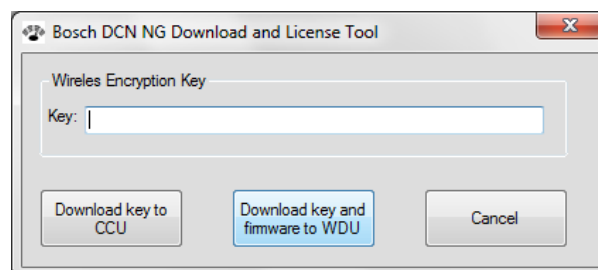 Bosch DCN NG Download and License Tool
Wireles Encryption Key
Key:
Download key to
CCU
Download key and
firmware to WDU
Cancel